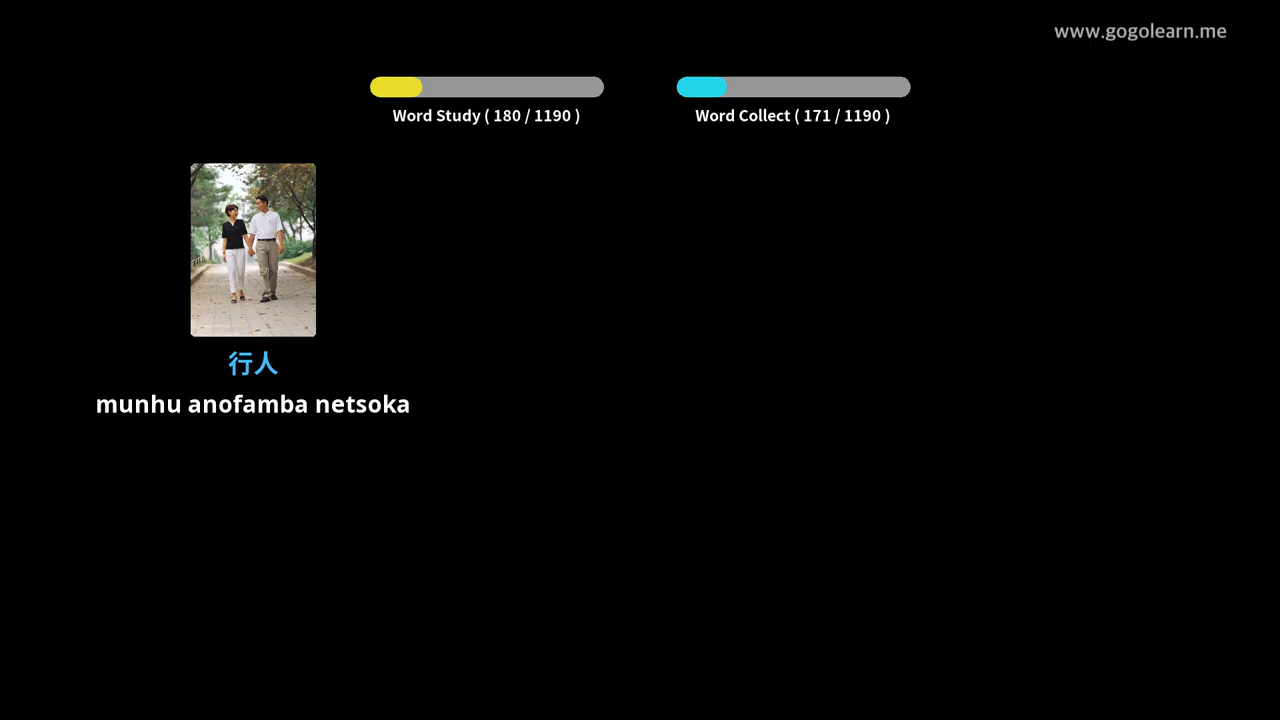 www.gogolearn.me
Word Study ( 180 / 1190 )
Word Collect ( 171 / 1190 )
行人
munhu anofamba netsoka